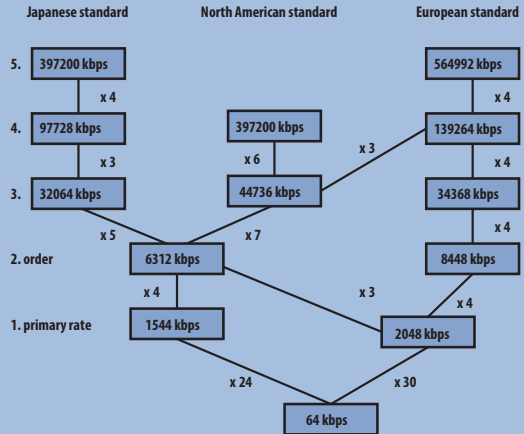 Japanese standard North American standard European standard
5. 397200 kbps 564992 kbps
x 4 x 4
4. 97728 kbps 397200 kbps 139264 kbps
x 3 x 6 x 3 x 4
3. 32064 kbps 44736 kbps 34368 kbps
x 5 x 7 x 4
2. order 6312 kbps 8448 kbps
x 4 x 3 x 4
1. primary rate 1544 kbps 2048 kbps
x 24 x 30
64 kbps